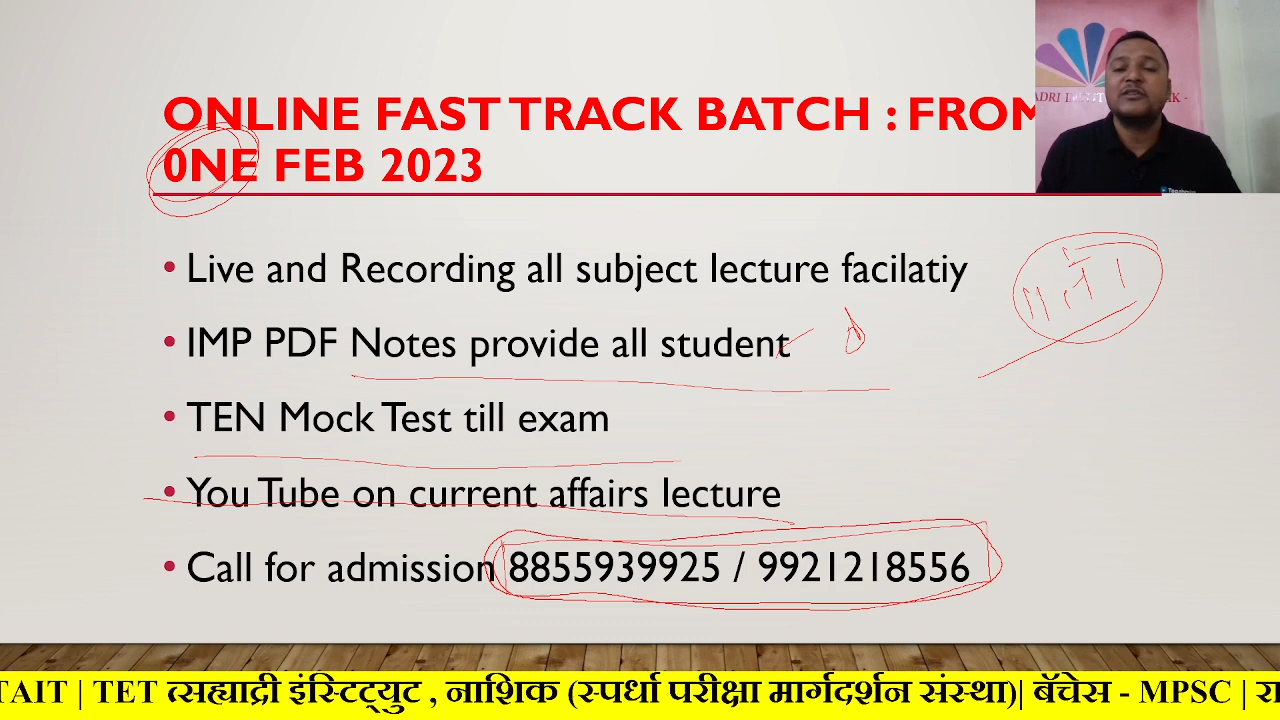 ONLINE FAST TRACK BATCH : FROM
0NE FEB 2023
• Live and Recording all subject lecture facilatiy
• IMP PDF Notes provide all student
• TEN Mock Test till exam
• You Tube on current affairs lecture
• Call for admission 8855939925 / 9921218556
TAIT | TET त्सह्याद्री इंस्टिट्युट , नाशिक (स्पर्धा परीक्षा मार्गदर्शन संस्था)| बॅचेस - MPSC | रा